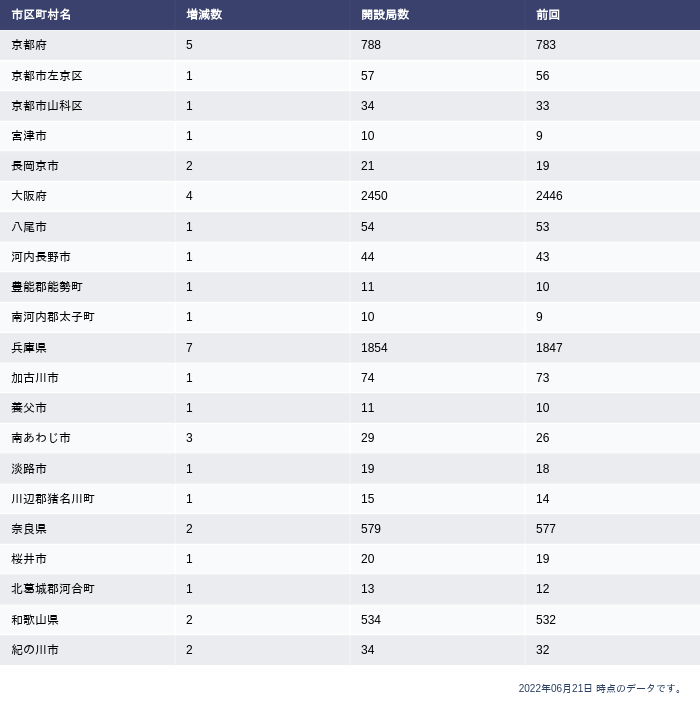 市区町村名 増減数 開設局数 前回
京都府 5 788 783
京都市左京区 1 57 56
京都市山科区 1 34 33
宮津市 1 10 9
長岡京市 2 21 19
大阪府 4 2450 2446
八尾市 1 54 53
河内長野市 1 44 43
豊能郡能勢町 1 11 10
南河内郡太子町 1 10 9
兵庫県 7 1854 1847
加古川市 1 74 73
養父市 1 11 10
南あわじ市 3 29 26
淡路市 1 19 18
川辺郡猪名川町 1 15 14
奈良県 2 579 577
桜井市 1 20 19
北葛城郡河合町 1 13 12
和歌山県 2 534 532
紀の川市 2 34 32
2022年06月21日 時点のデータです。